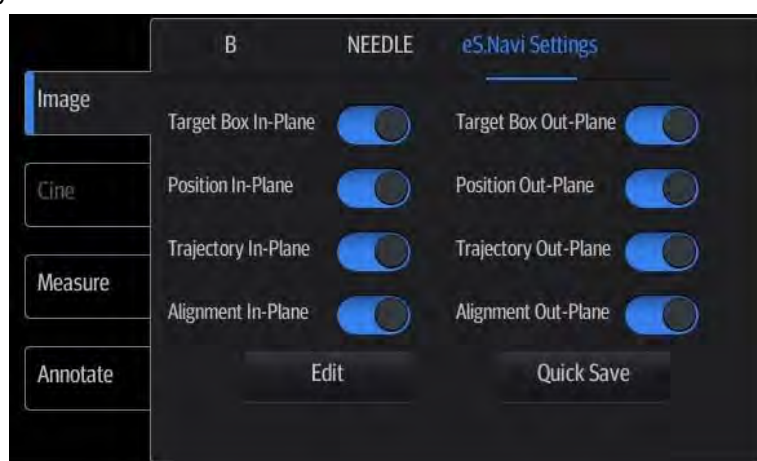 B NEEDLE eS.Navi Settings
Image
Target Box In-Plane Target Box Out-Plane
Cine
Position In-Plane Position Out-Plane
Trajectory In-Plane Trajectory Out-Plane
Measure
Alignment In-Plane Alignment Out-Plane
Annotate
Edit Quick Save